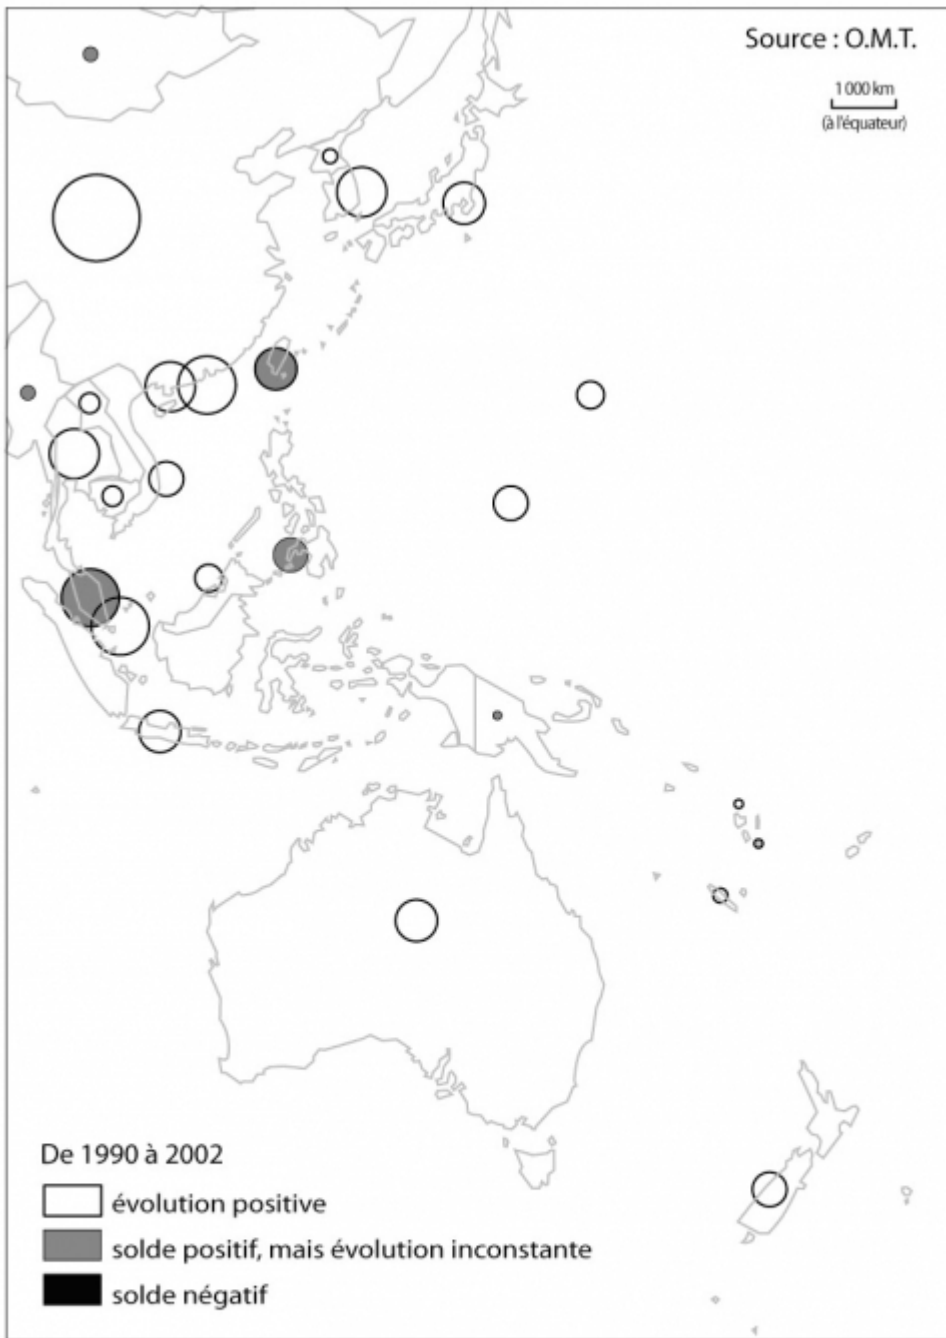 Source : O.M.T.
1 000 km
(à l'équateur)
De 1990 à 2002
évolution positive
solde positif, mais évolution inconstante
solde négatif